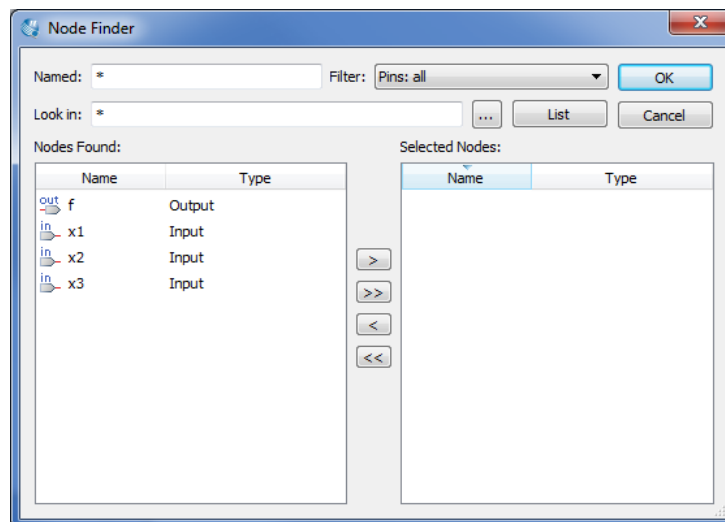 Node Finder
Named: * Filter: Pins: all OK
Look in: * ... List Cancel
Nodes Found: Selected Nodes:
Name Type Name Type
out f Output
in x1 Input
in x2 Input
in x3 Input
>
>>
<
<<